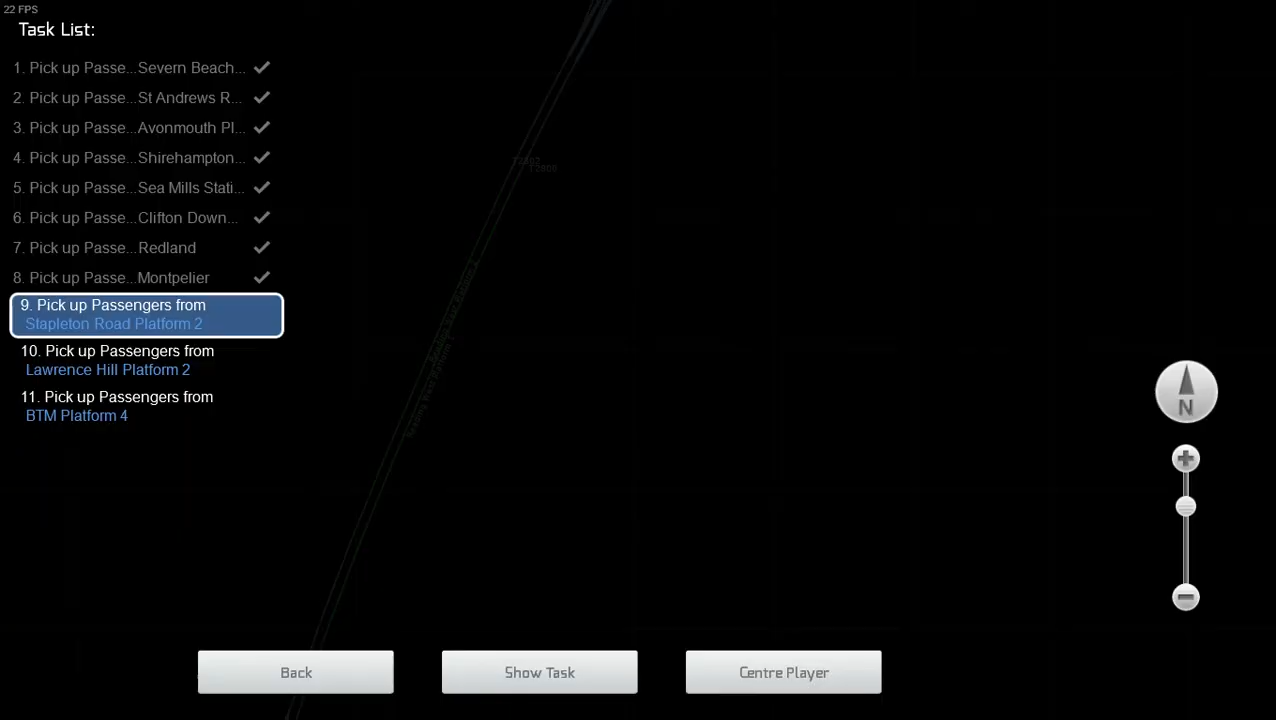 22 FPS
Task List:
1. Pick up Passe...Severn Beach...
2. Pick up Passe...St Andrews R...
3. Pick up Passe...Avonmouth Pl...
4. Pick up Passe...Shirehampton...
5. Pick up Passe...Sea Mills Stati...
6. Pick up Passe...Clifton Down...
7. Pick up Passe...Redland
8. Pick up Passe...Montpelier
9. Pick up Passengers from
Stapleton Road Platform 2
10. Pick up Passengers from
Lawrence Hill Platform 2
11. Pick up Passengers from
BTM Platform 4
N
Back
Show Task
Centre Player